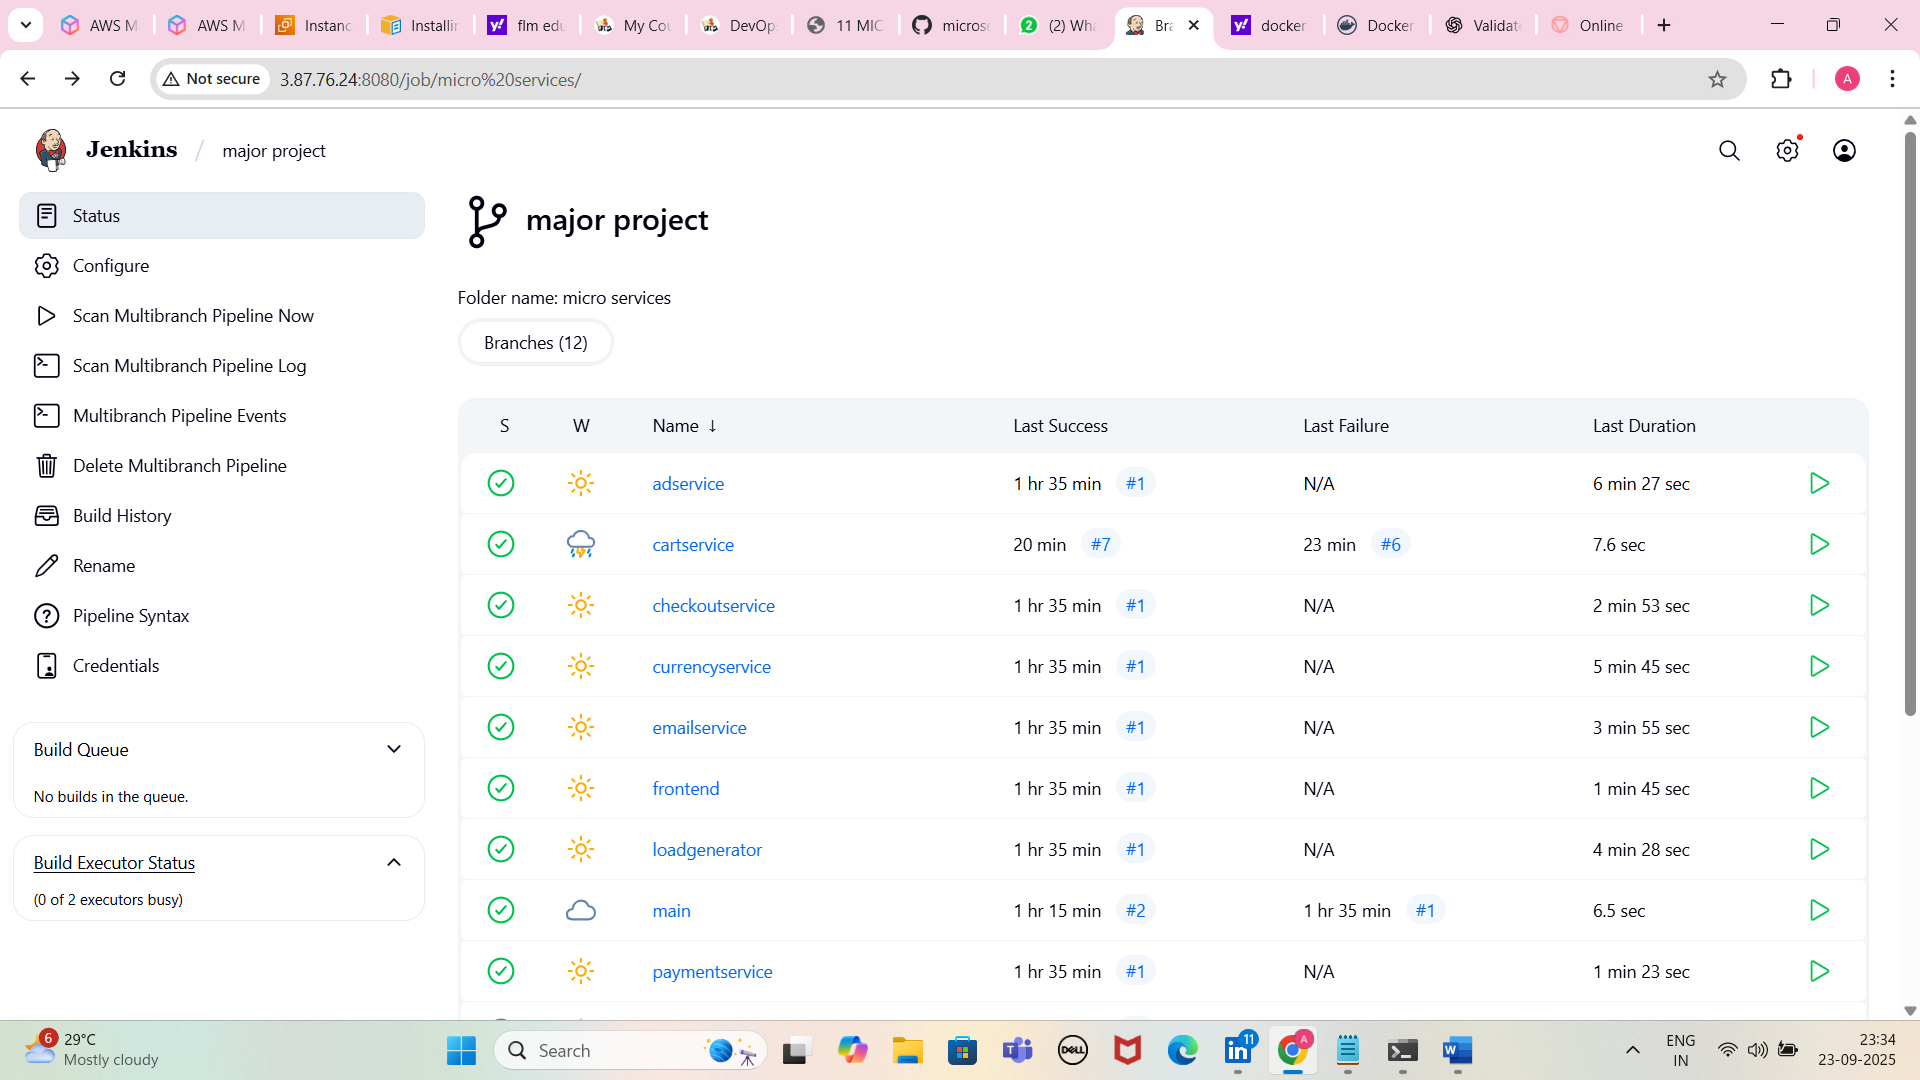 AWS M
AWS M
Instanc
Installin
flm edu
My Cou
DevOps
11 MIC
microse
(2) Wha
Bra
docker
Docker
Validate
Online
Not secure
3.87.76.24:8080/job/micro%20services/
A
Jenkins / major project
Status
Configure
Scan Multibranch Pipeline Now
Scan Multibranch Pipeline Log
Multibranch Pipeline Events
Delete Multibranch Pipeline
Build History
Rename
Pipeline Syntax
Credentials
Build Queue
No builds in the queue.
Build Executor Status
(0 of 2 executors busy)
major project
Folder name: micro services
Branches (12)
S W Name ↓ Last Success Last Failure Last Duration
adservice 1 hr 35 min #1 N/A 6 min 27 sec
cartservice 20 min #7 23 min #6 7.6 sec
checkoutservice 1 hr 35 min #1 N/A 2 min 53 sec
currencyservice 1 hr 35 min #1 N/A 5 min 45 sec
emailservice 1 hr 35 min #1 N/A 3 min 55 sec
frontend 1 hr 35 min #1 N/A 1 min 45 sec
loadgenerator 1 hr 35 min #1 N/A 4 min 28 sec
main 1 hr 15 min #2 1 hr 35 min #1 6.5 sec
paymentservice 1 hr 35 min #1 N/A 1 min 23 sec
6
29°C
Mostly cloudy
Search
DELL
11
A
ENG
IN
23:34
23-09-2025